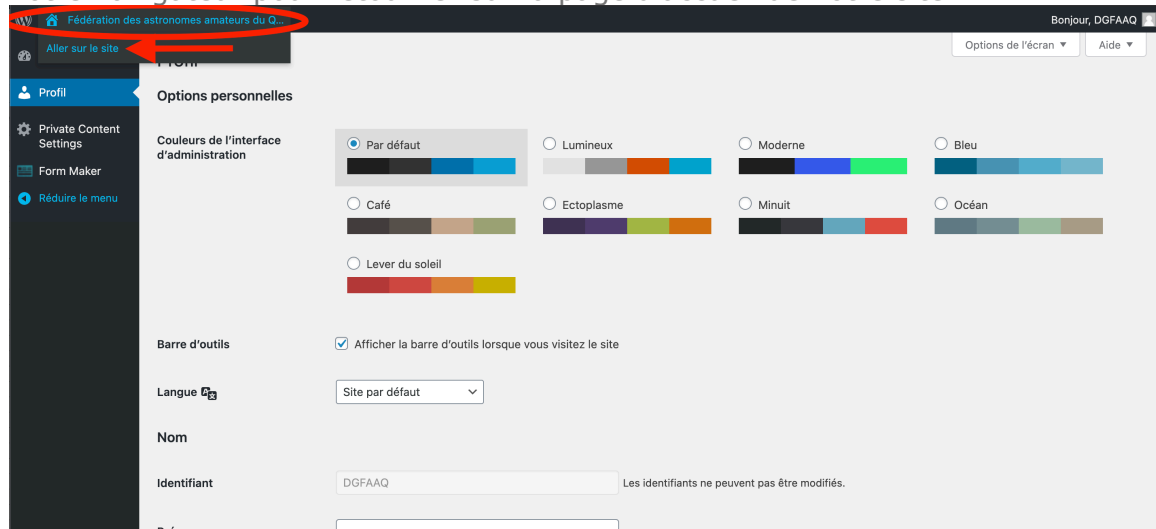 Fédération des astronomes amateurs du Q...
Bonjour, DGFAAQ
Aller sur le site
Options de l'écran ▼
Aide ▼
Profil
Profil
Options personnelles
Private Content
Settings
Form Maker
Réduire le menu
Couleurs de l'interface
d'administration
Par défaut
Lumineux
Moderne
Bleu
Café
Ectoplasme
Minuit
Océan
Lever du soleil
Barre d'outils
Afficher la barre d'outils lorsque vous visitez le site
Langue
Site par défaut
Nom
Identifiant
DGFAAQ
Les identifiants ne peuvent pas être modifiés.